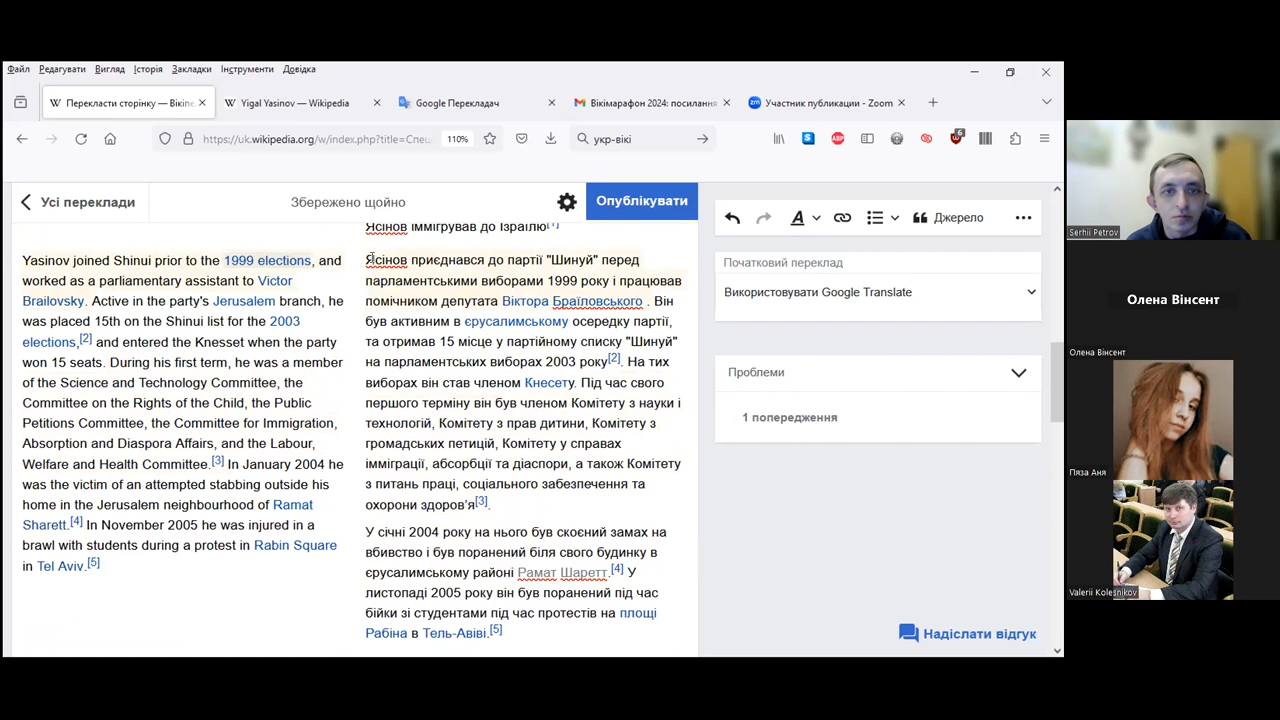 Файл Редагувати Вигляд Історія Закладки Інструменти Довідка
Перекласти сторінку — Вікіпе
Yigal Yasinov — Wikipedia
Google Перекладач
Вікімарафон 2024: посилання
Участник публикации - Zoom
https://uk.wikipedia.org/w/index.php?title=Спец
110%
укр-вікі
6
Усі переклади
Збережено щойно
Опублікувати
Yasinov joined Shinui prior to the 1999 elections, and
worked as a parliamentary assistant to Victor
Brailovsky. Active in the party's Jerusalem branch, he
was placed 15th on the Shinui list for the 2003
elections,[2] and entered the Knesset when the party
won 15 seats. During his first term, he was a member
of the Science and Technology Committee, the
Committee on the Rights of the Child, the Public
Petitions Committee, the Committee for Immigration,
Absorption and Diaspora Affairs, and the Labour,
Welfare and Health Committee.[3] In January 2004 he
was the victim of an attempted stabbing outside his
home in the Jerusalem neighbourhood of Ramat
Sharett.[4] In November 2005 he was injured in a
brawl with students during a protest in Rabin Square
in Tel Aviv.[5]
Ясінов іммігрував до Ізраїлю[1]
Ясінов приєднався до партії "Шинуй" перед
парламентськими виборами 1999 року і працював
помічником депутата Віктора Браїловського . Він
був активним в єрусалимському осередку партії,
та отримав 15 місце у партійному списку "Шинуй"
на парламентських виборах 2003 року[2]. На тих
виборах він став членом Кнесету. Під час свого
першого терміну він був членом Комітету з науки і
технологій, Комітету з прав дитини, Комітету з
громадських петицій, Комітету у справах
імміграції, абсорбції та діаспори, а також Комітету
з питань праці, соціального забезпечення та
охорони здоров'я[3].
У січні 2004 року на нього був скоєний замах на
вбивство і був поранений біля свого будинку в
єрусалимському районі Рамат Шаретт.[4] У
листопаді 2005 року він був поранений під час
бійки зі студентами під час протестів на площі
Рабіна в Тель-Авіві.[5]
Джерело
Початковий переклад
Використовувати Google Translate
Проблеми
1 попередження
Надіслати відгук
Serhii Petrov
Олена Вінсент
Олена Вінсент
Пяза Аня
Valerii Kolesnikov